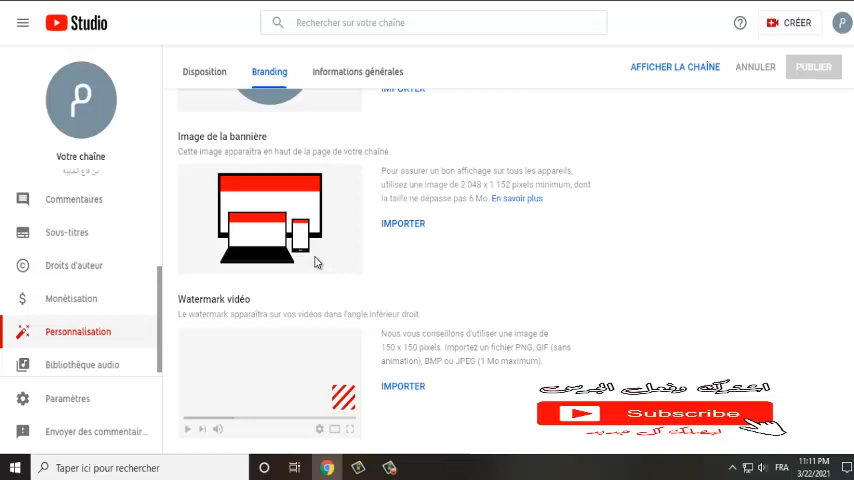 Studio
Rechercher sur votre chaîne
CRÉER
Disposition
Branding
Informations générales
AFFICHER LA CHAÎNE
ANNULER
PUBLIER
IMPORTER
Votre chaîne
Image de la bannière
Cette image apparaîtra en haut de la page de votre chaîne
Pour assurer un bon affichage sur tous les appareils,
utilisez une image de 2 048 x 1 152 pixels minimum, dont
la taille ne dépasse pas 6 Mo. En savoir plus
IMPORTER
Commentaires
Sous-titres
Droits d'auteur
Monétisation
Personnalisation
Bibliothèque audio
Paramètres
Envoyer des commentair...
Watermark vidéo
Le watermark apparaîtra sur vos vidéos dans l'angle inférieur droit
Nous vous conseillons d'utiliser une image de
150 x 150 pixels. Importez un fichier PNG, GIF (sans
animation), BMP ou JPEG (1 Mo maximum).
IMPORTER
Subscribe
Taper ici pour rechercher
FRA
11:11 PM
3/22/2021